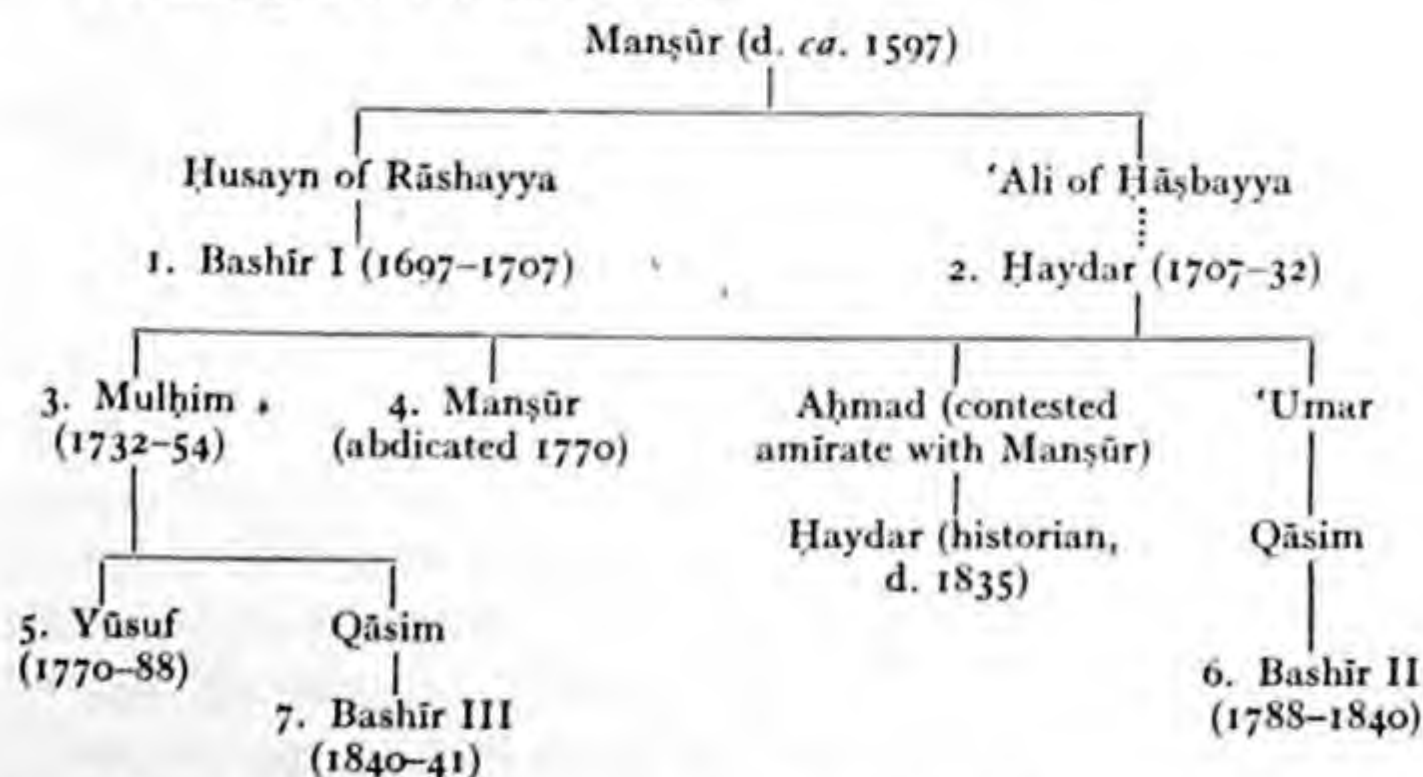 Manṣūr (d. ca. 1597)
Ḥusayn of Rāshayya
ʻAli of Ḥāṣbayya
1. Bashīr I (1697–1707)
2. Ḥaydar (1707–32)
3. Mulḥim
(1732–54)
4. Manṣūr
(abdicated 1770)
Aḥmad (contested
amīrate with Manṣūr)
ʻUmar
Ḥaydar (historian,
d. 1835)
Qāsim
5. Yūsuf
(1770–88)
Qāsim
6. Bashīr II
(1788–1840)
7. Bashīr III
(1840–41)